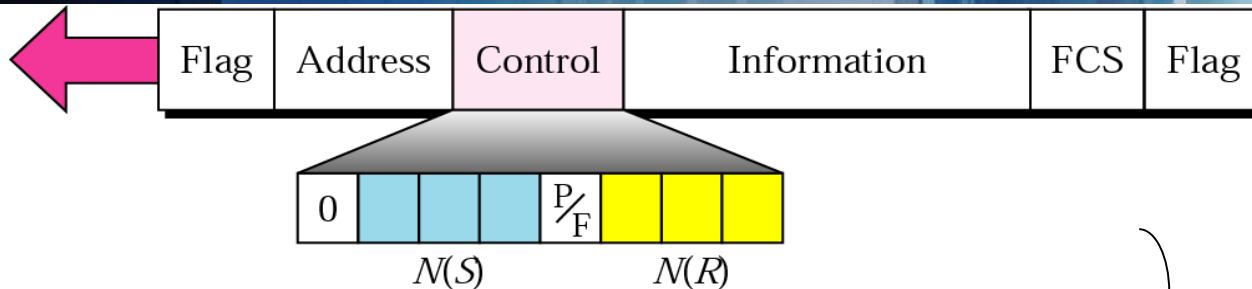 Flag Address Control Information FCS Flag
0 P/F
N(S) N(R)